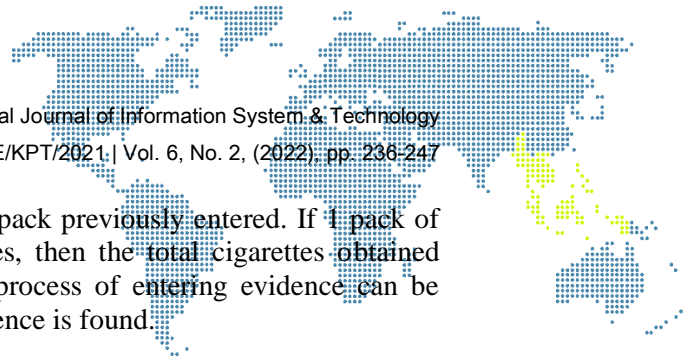 al Journal of Information System & Technology
E/KPT/2021 | Vol. 6, No. 2, (2022), pp. 236-247
pack previously entered. If 1 pack of
es, then the total cigarettes obtained
process of entering evidence can be
ence is found.